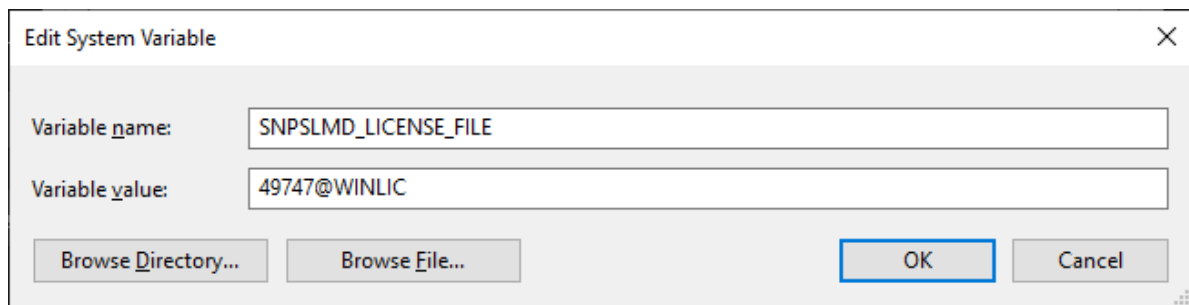 Edit System Variable
Variable name: SNPSLMD_LICENSE_FILE
Variable value: 49747@WINLIC
Browse Directory... Browse File... OK Cancel